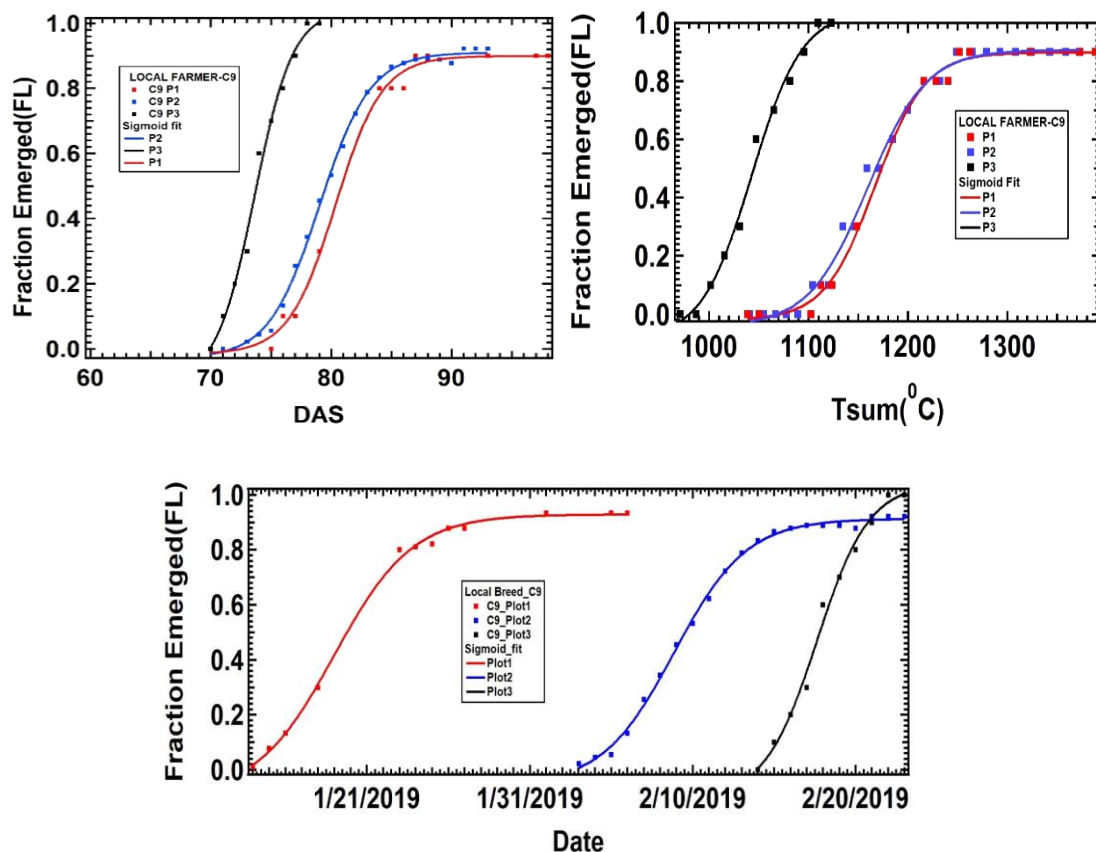 Fraction Emerged(FL)
1.0
0.8
0.6
0.4
0.2
0.0
LOCAL FARMER-C9
C9 P1
C9 P2
C9 P3
Sigmoid fit
P2
P3
P1
60
70
80
90
DAS
Fraction Emerged(FL)
1.0
0.8
0.6
0.4
0.2
0.0
LOCAL FARMER-C9
P1
P2
P3
Sigmoid Fit
P1
P2
P3
1000
1100
1200
1300
Tsum(⁰C)
Fraction Emerged(FL)
1.0
0.8
0.6
0.4
0.2
0.0
Local Breed_C9
C9_Plot1
C9_Plot2
C9_Plot3
Sigmoid_fit
Plot1
Plot2
Plot3
1/21/2019
1/31/2019
2/10/2019
2/20/2019
Date